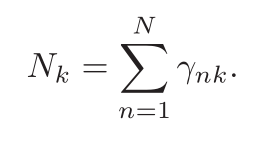 N_k = \sum_{n=1}^{N} \gamma_{nk}.